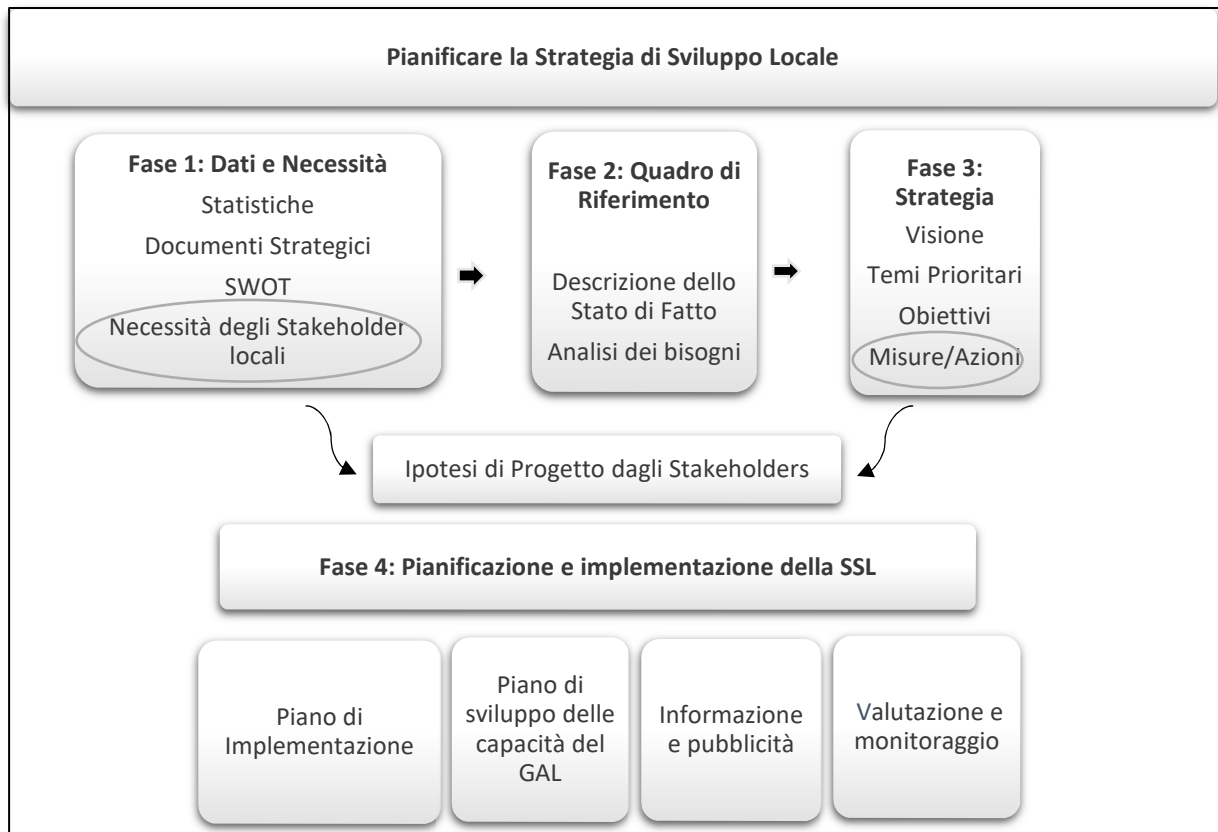 Pianificare la Strategia di Sviluppo Locale
Fase 1: Dati e Necessità
Statistiche
Documenti Strategici
SWOT
Necessità degli Stakeholder
locali
Fase 2: Quadro di
Riferimento
Descrizione dello
Stato di Fatto
Analisi dei bisogni
Fase 3:
Strategia
Visione
Temi Prioritari
Obiettivi
Misure/Azioni
Ipotesi di Progetto dagli Stakeholders
Fase 4: Pianificazione e implementazione della SSL
Piano di
Implementazione
Piano di
sviluppo delle
capacità del
GAL
Informazione
e pubblicità
Valutazione e
monitoraggio